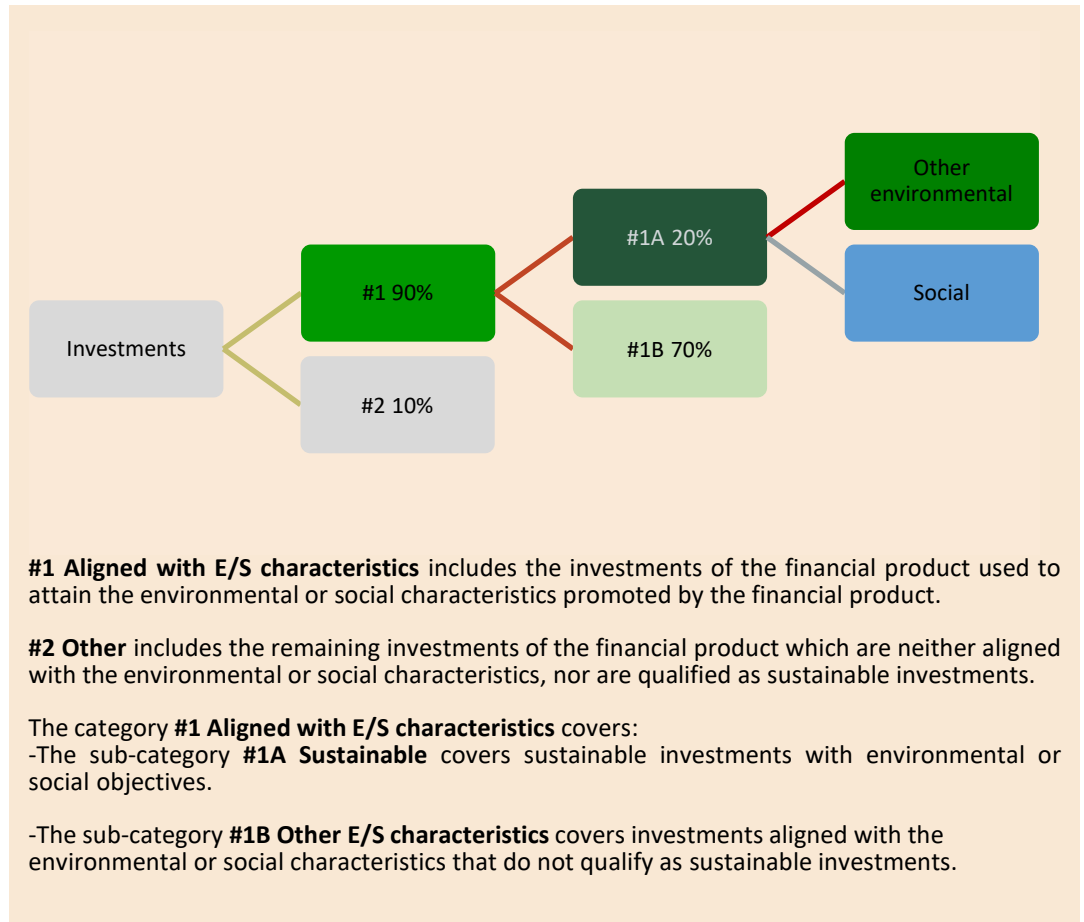 Other
environmental
#1A 20%
#1 90%
Social
Investments
#1B 70%
#2 10%
#1 Aligned with E/S characteristics includes the investments of the financial product used to
attain the environmental or social characteristics promoted by the financial product.
#2 Other includes the remaining investments of the financial product which are neither aligned
with the environmental or social characteristics, nor are qualified as sustainable investments.
The category #1 Aligned with E/S characteristics covers:
-The sub-category #1A Sustainable covers sustainable investments with environmental or
social objectives.
-The sub-category #1B Other E/S characteristics covers investments aligned with the
environmental or social characteristics that do not qualify as sustainable investments.